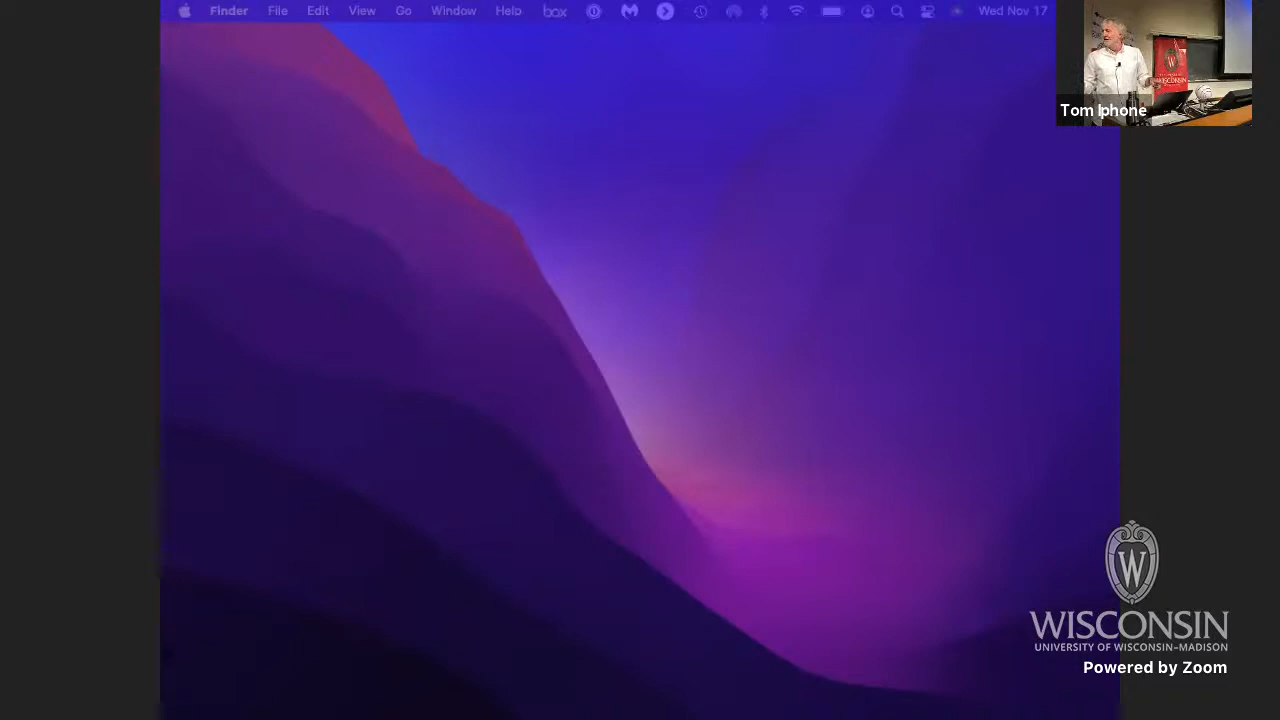 Finder File Edit View Go Window Help box Wed Nov 17
Tom Iphone
W
WISCONSIN
W
WISCONSIN
UNIVERSITY OF WISCONSIN–MADISON
Powered by Zoom